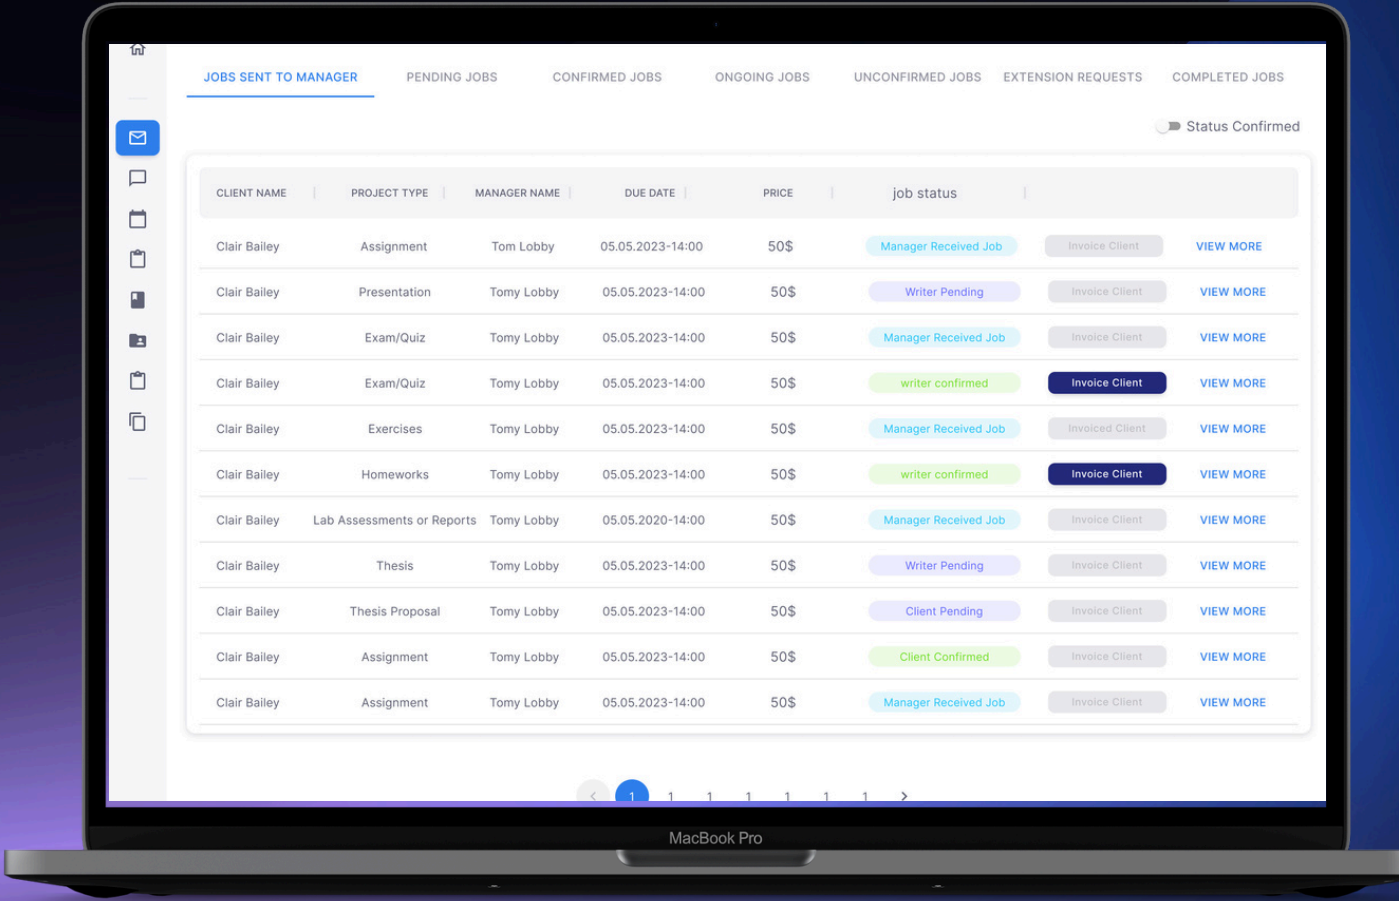 JOBS SENT TO MANAGER PENDING JOBS CONFIRMED JOBS ONGOING JOBS UNCONFIRMED JOBS EXTENSION REQUESTS COMPLETED JOBS
Status Confirmed
CLIENT NAME PROJECT TYPE MANAGER NAME DUE DATE PRICE job status
Clair Bailey Assignment Tom Lobby 05.05.2023-14:00 50$ Manager Received Job Invoice Client VIEW MORE
Clair Bailey Presentation Tomy Lobby 05.05.2023-14:00 50$ Writer Pending Invoice Client VIEW MORE
Clair Bailey Exam/Quiz Tomy Lobby 05.05.2023-14:00 50$ Manager Received Job Invoice Client VIEW MORE
Clair Bailey Exam/Quiz Tomy Lobby 05.05.2023-14:00 50$ writer confirmed Invoice Client VIEW MORE
Clair Bailey Exercises Tomy Lobby 05.05.2023-14:00 50$ Manager Received Job Invoiced Client VIEW MORE
Clair Bailey Homeworks Tomy Lobby 05.05.2023-14:00 50$ writer confirmed Invoice Client VIEW MORE
Clair Bailey Lab Assessments or Reports Tomy Lobby 05.05.2020-14:00 50$ Manager Received Job Invoice Client VIEW MORE
Clair Bailey Thesis Tomy Lobby 05.05.2023-14:00 50$ Writer Pending Invoice Client VIEW MORE
Clair Bailey Thesis Proposal Tomy Lobby 05.05.2023-14:00 50$ Client Pending Invoice Client VIEW MORE
Clair Bailey Assignment Tomy Lobby 05.05.2023-14:00 50$ Client Confirmed Invoice Client VIEW MORE
Clair Bailey Assignment Tomy Lobby 05.05.2023-14:00 50$ Manager Received Job Invoice Client VIEW MORE
1 1 1 1 1 1 1
MacBook Pro